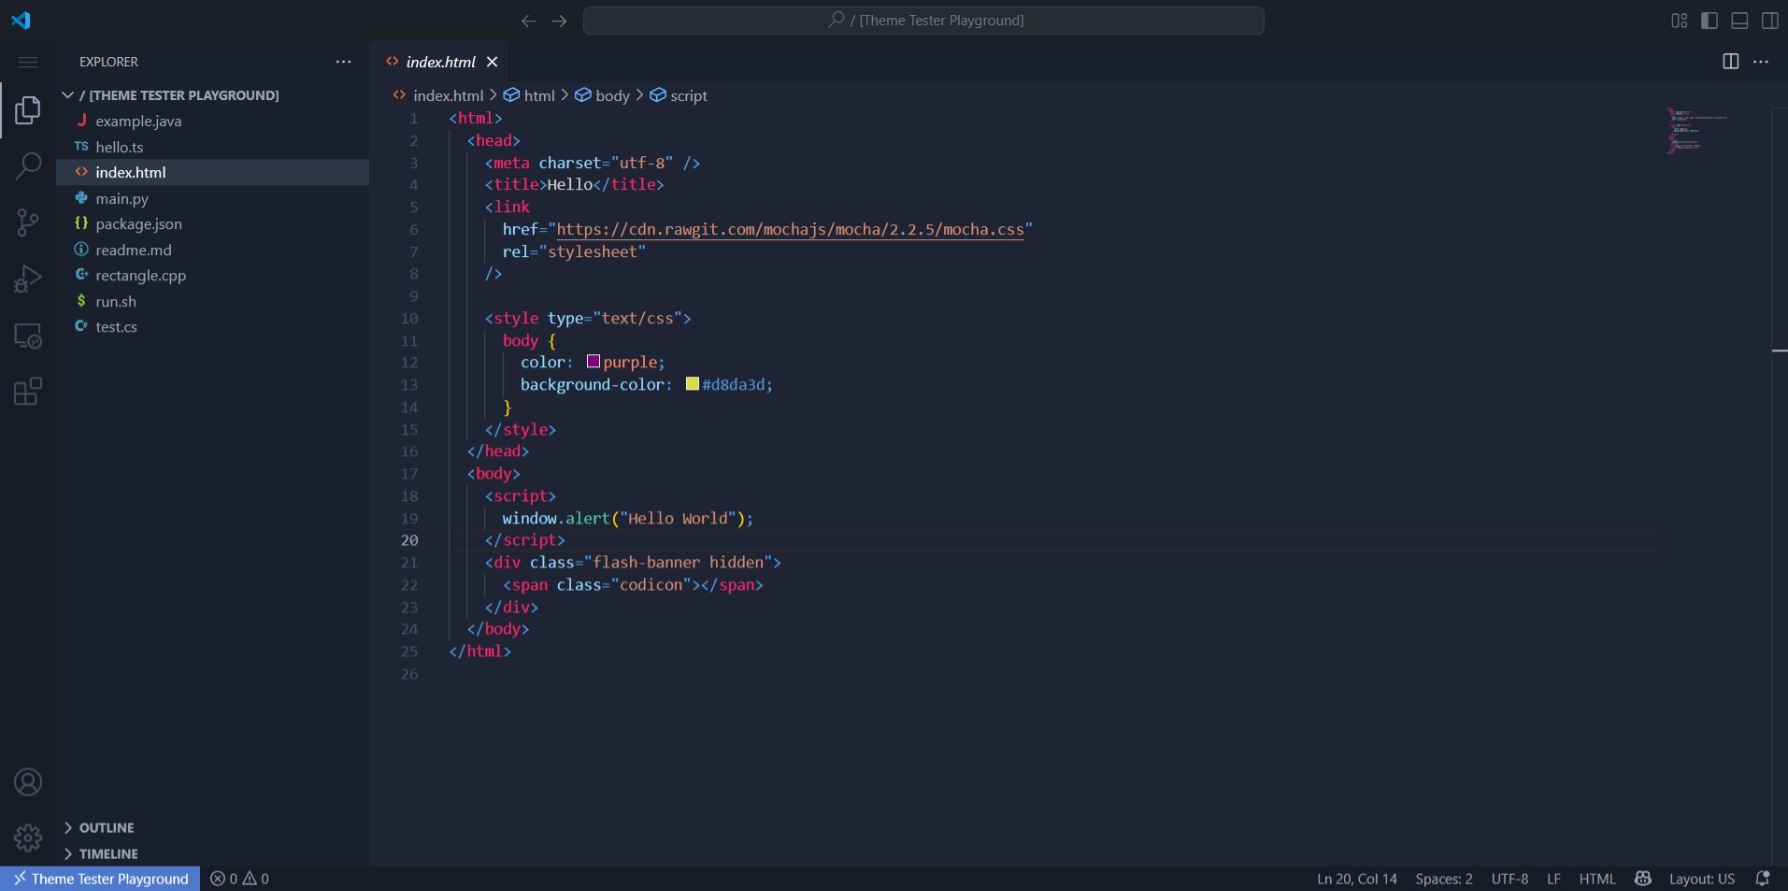 / [Theme Tester Playground]
EXPLORER
/ [THEME TESTER PLAYGROUND]
J example.java
TS hello.ts
<> index.html
main.py
{} package.json
readme.md
rectangle.cpp
$ run.sh
test.cs
OUTLINE
TIMELINE
<> index.html
<> index.html > html > body > script
1 <html>
2 <head>
3 <meta charset="utf-8" />
4 <title>Hello</title>
5 <link
6 href="https://cdn.rawgit.com/mochajs/mocha/2.2.5/mocha.css"
7 rel="stylesheet"
8 />
9
10 <style type="text/css">
11 body {
12 color: purple;
13 background-color: #d8da3d;
14 }
15 </style>
16 </head>
17 <body>
18 <script>
19 window.alert("Hello World");
20 </script>
21 <div class="flash-banner hidden">
22 <span class="codicon"></span>
23 </div>
24 </body>
25 </html>
26
Theme Tester Playground 0 0 Ln 20, Col 14 Spaces: 2 UTF-8 LF HTML Layout: US